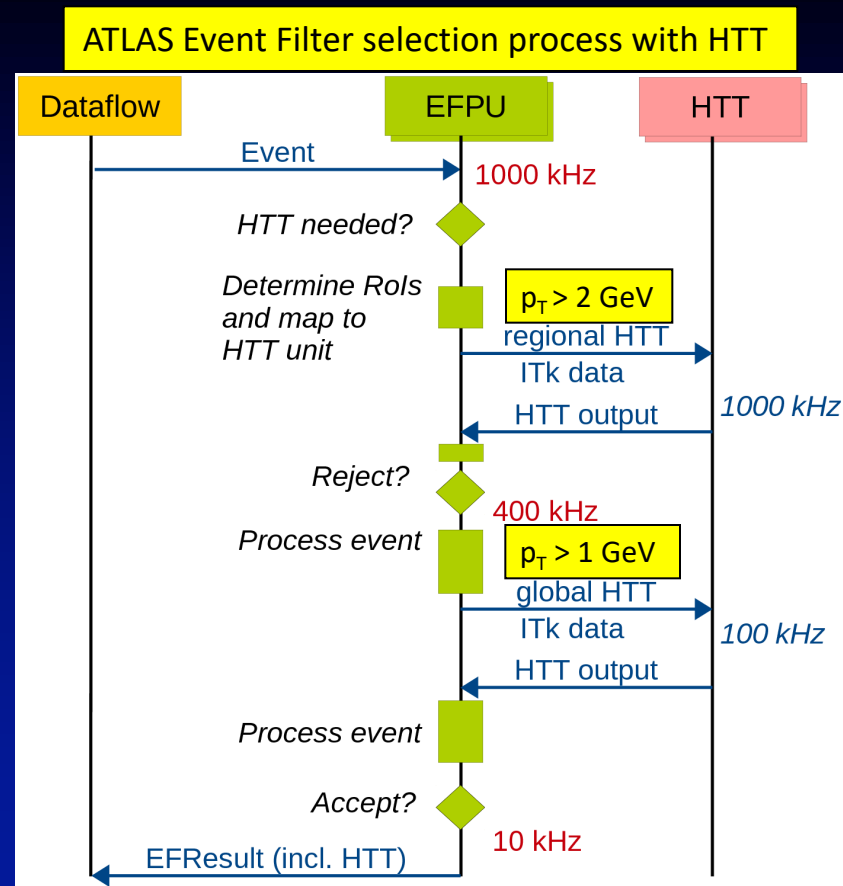 ATLAS Event Filter selection process with HTT
Dataflow
EFPU
HTT
Event
1000 kHz
HTT needed?
Determine RoIs
and map to
HTT unit
pT > 2 GeV
regional HTT
ITk data
1000 kHz
HTT output
Reject?
400 kHz
Process event
pT > 1 GeV
global HTT
ITk data
100 kHz
HTT output
Process event
Accept?
10 kHz
EFResult (incl. HTT)